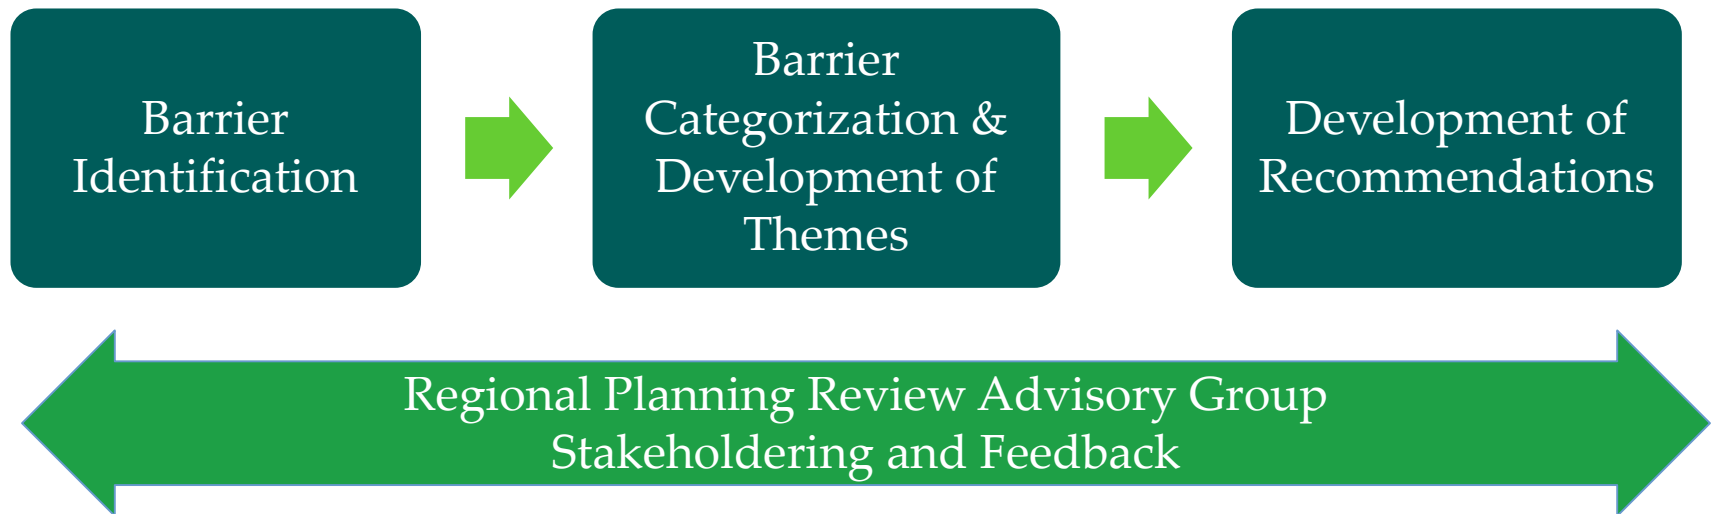 Barrier
Identification
Barrier
Categorization &
Development of
Themes
Development of
Recommendations
Regional Planning Review Advisory Group
Stakeholdering and Feedback